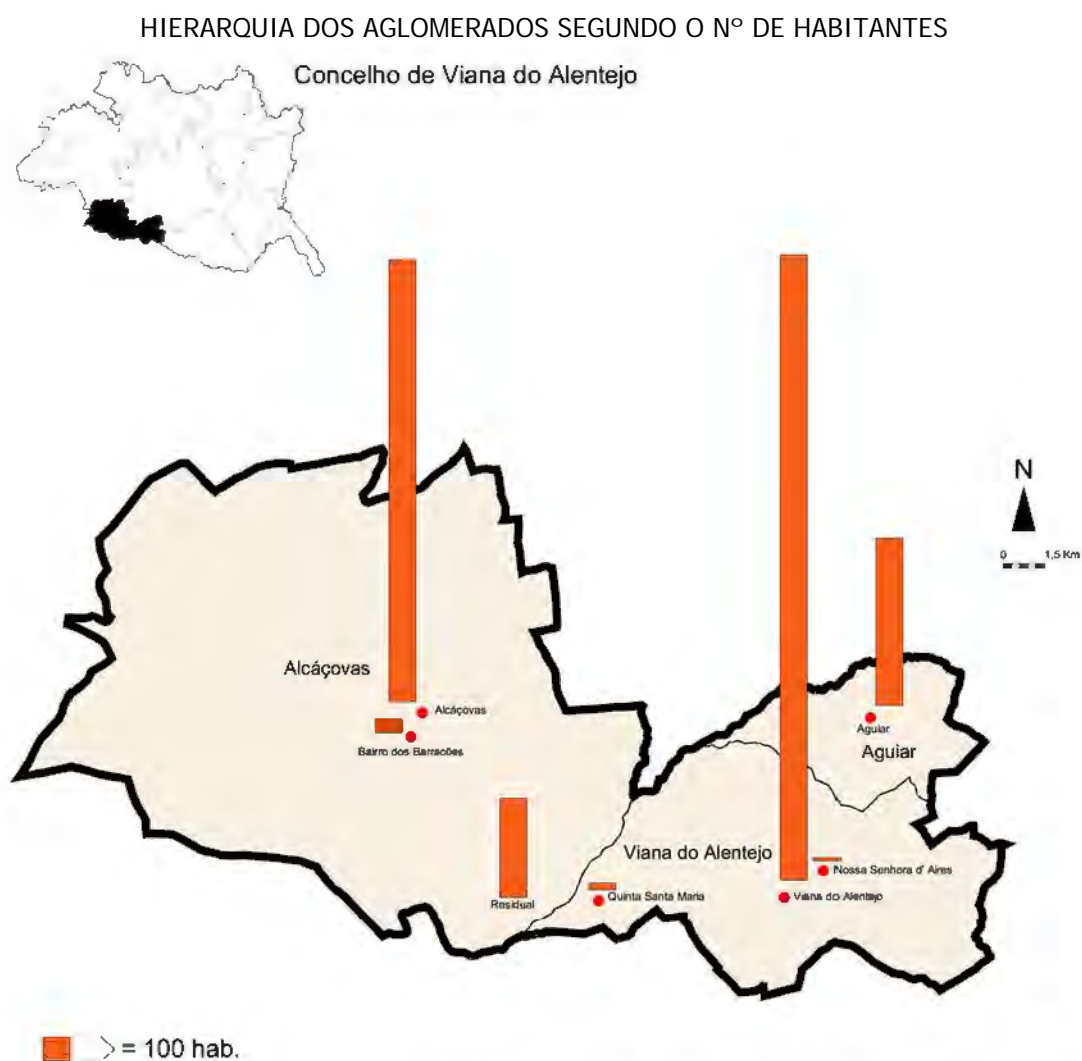 HIERARQUIA DOS AGLOMERADOS SEGUNDO O Nº DE HABITANTES
Concelho de Viana do Alentejo
N
0 1,5 Km
Alcáçovas
Alcáçovas
Bairro dos Barracões
Aguiar
Aguiar
Residual
Viana do Alentejo
Nossa Senhora d' Aires
Quinta Santa Maria
Viana do Alentejo
= 100 hab.